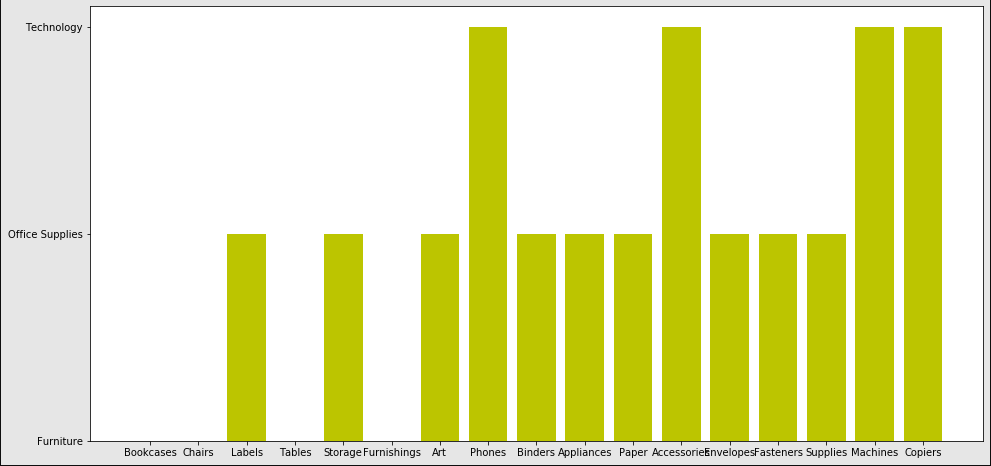 Technology
Office Supplies
Furniture
Bookcases Chairs Labels Tables Storage Furnishings Art Phones Binders Appliances Paper Accessories Envelopes Fasteners Supplies Machines Copiers